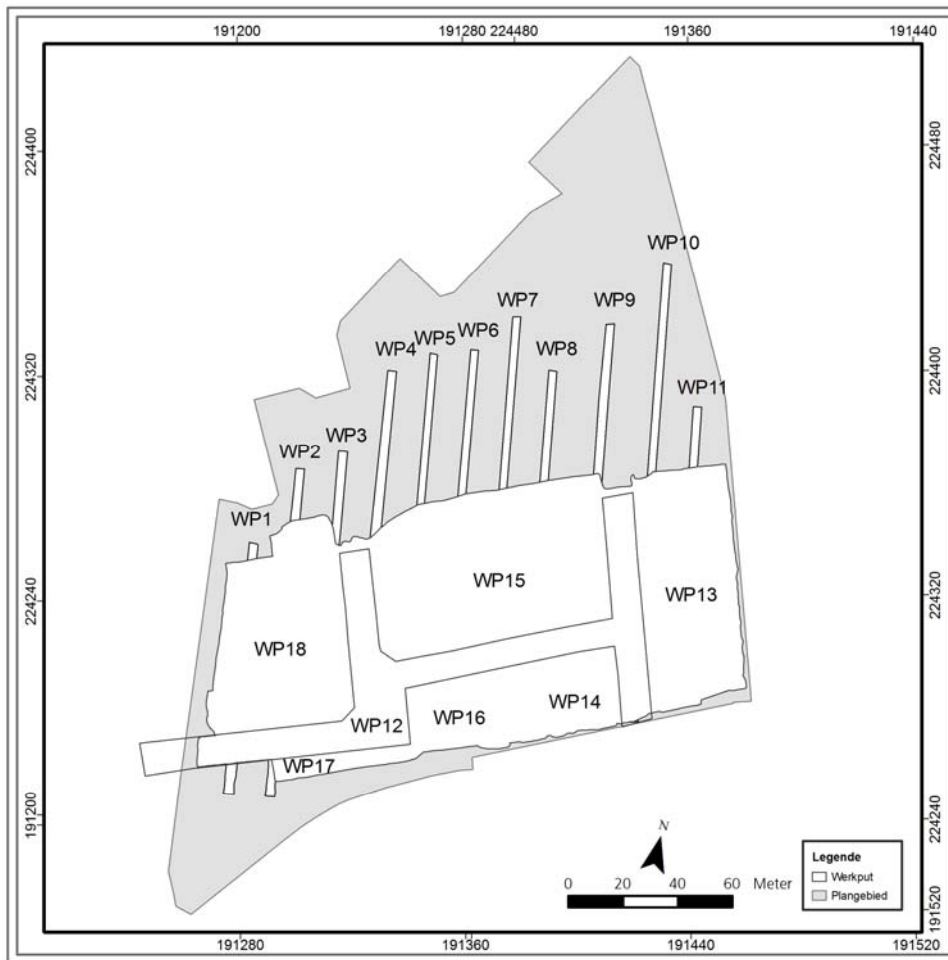 191200 191280 224480 191360 191440
224400
224480
WP10
WP7
WP9
WP6
WP5
WP4
WP8
224320
224400
WP11
WP3
WP2
WP1
WP15
WP13
224240
224320
WP18
WP14
WP16
WP12
WP17
191200
224240
N
0 20 40 60 Meter
Legende
Werkput
Plangebied
191520
191280 191360 191440 191520